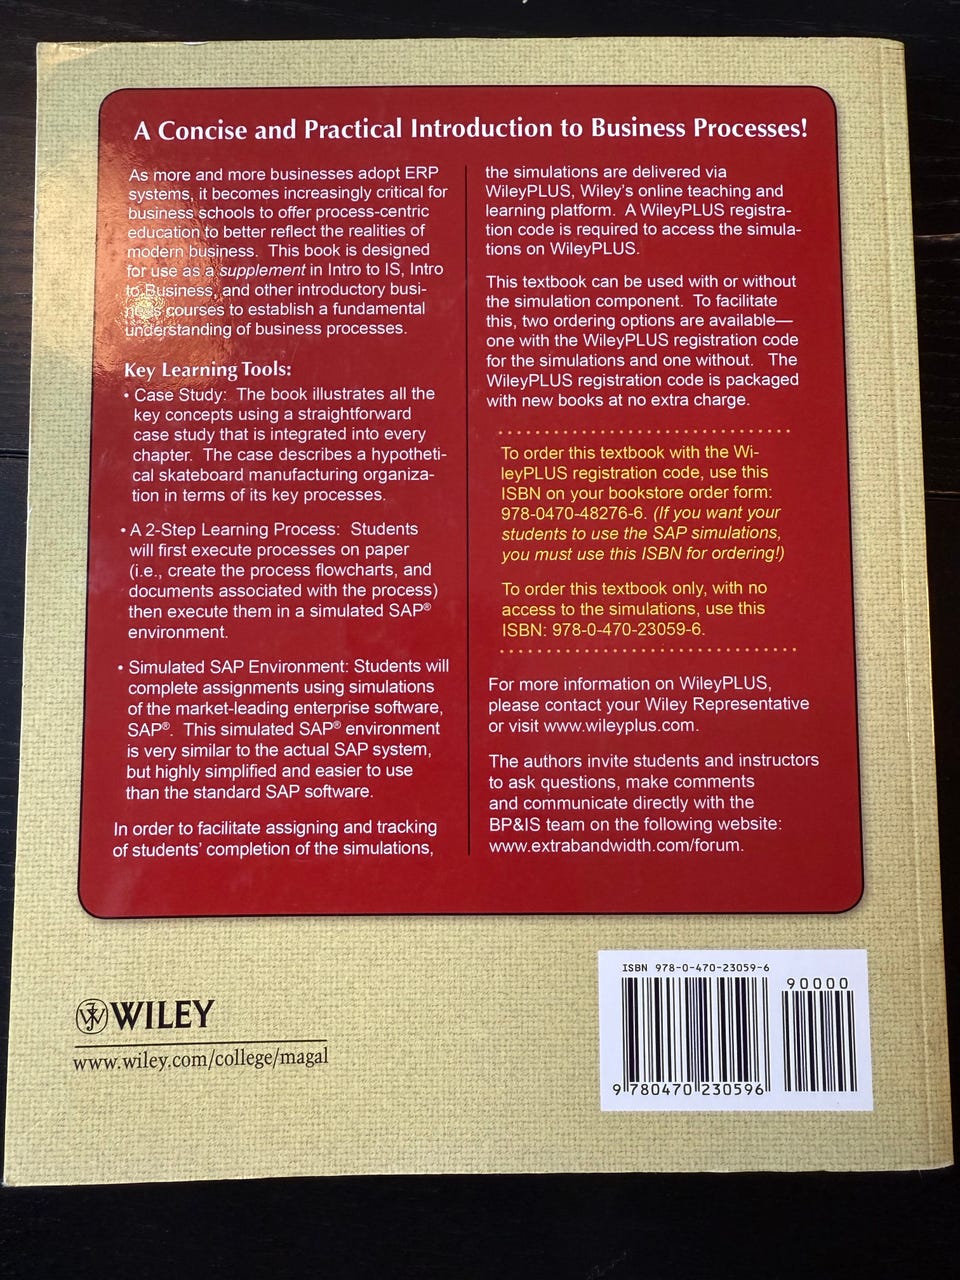 A Concise and Practical Introduction to Business Processes!
As more and more businesses adopt ERP
systems, it becomes increasingly critical for
business schools to offer process-centric
education to better reflect the realities of
modern business.  This book is designed
for use as a supplement in Intro to IS, Intro
to Business, and other introductory busi-
ness courses to establish a fundamental
understanding of business processes.
Key Learning Tools:
• Case Study:  The book illustrates all the
key concepts using a straightforward
case study that is integrated into every
chapter.  The case describes a hypotheti-
cal skateboard manufacturing organiza-
tion in terms of its key processes.
• A 2-Step Learning Process:  Students
will first execute processes on paper
(i.e., create the process flowcharts, and
documents associated with the process)
then execute them in a simulated SAP®
environment.
• Simulated SAP Environment: Students will
complete assignments using simulations
of the market-leading enterprise software,
SAP®.  This simulated SAP® environment
is very similar to the actual SAP system,
but highly simplified and easier to use
than the standard SAP software.
In order to facilitate assigning and tracking
of students' completion of the simulations,
the simulations are delivered via
WileyPLUS, Wiley's online teaching and
learning platform.  A WileyPLUS registra-
tion code is required to access the simula-
tions on WileyPLUS.
This textbook can be used with or without
the simulation component.  To facilitate
this, two ordering options are available—
one with the WileyPLUS registration code
for the simulations and one without.   The
WileyPLUS registration code is packaged
with new books at no extra charge.
To order this textbook with the Wi-
leyPLUS registration code, use this
ISBN on your bookstore order form:
978-0470-48276-6. (If you want your
students to use the SAP simulations,
you must use this ISBN for ordering!)
To order this textbook only, with no
access to the simulations, use this
ISBN: 978-0-470-23059-6.
For more information on WileyPLUS,
please contact your Wiley Representative
or visit www.wileyplus.com.
The authors invite students and instructors
to ask questions, make comments
and communicate directly with the
BP&IS team on the following website:
www.extrabandwidth.com/forum.
WILEY
www.wiley.com/college/magal
ISBN 978-0-470-23059-6
90000
9 780470 230596